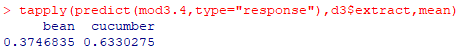 > tapply(predict(mod3.4,type="response"),d3$extract,mean)
bean cucumber
0.3746835 0.6330275